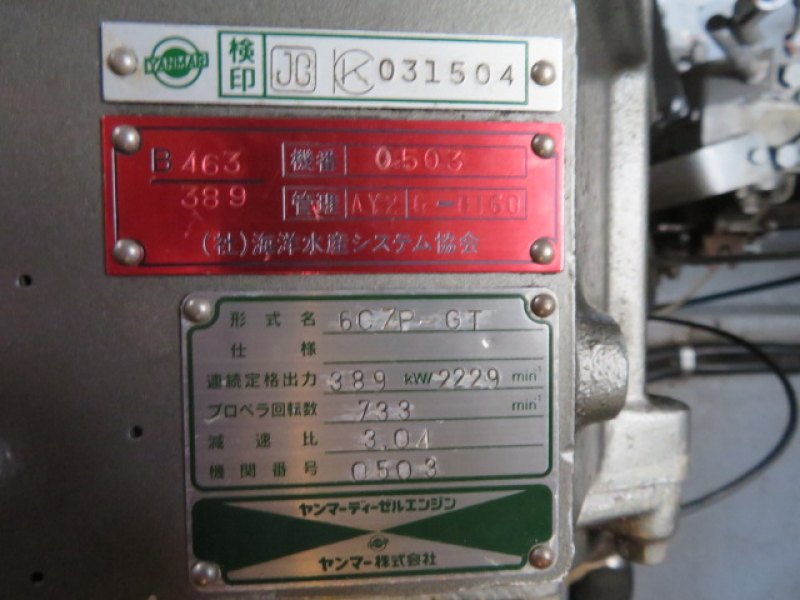 YANMAR 検印 JG K 031504
B 163/389 機番 0503
管理 AY2 G-0160
(社)海洋水産システム協会
形式名 6CZP-GT
仕様
連続定格出力 389 kW/2229 min-1
プロペラ回転数 733 min-1
減速比 3.04
機関番号 0503
ヤンマーディーゼルエンジン
ヤンマー株式会社